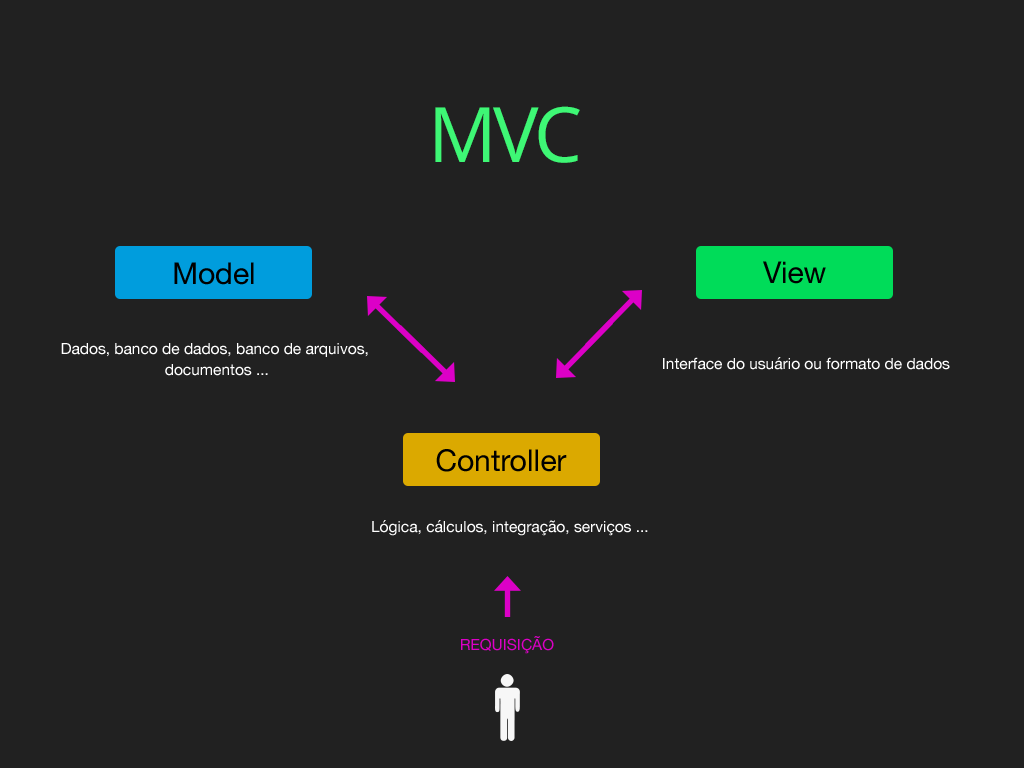 MVC
Model
View
Dados, banco de dados, banco de arquivos,
documentos ...
Interface do usuário ou formato de dados
Controller
Lógica, cálculos, integração, serviços ...
REQUISIÇÃO